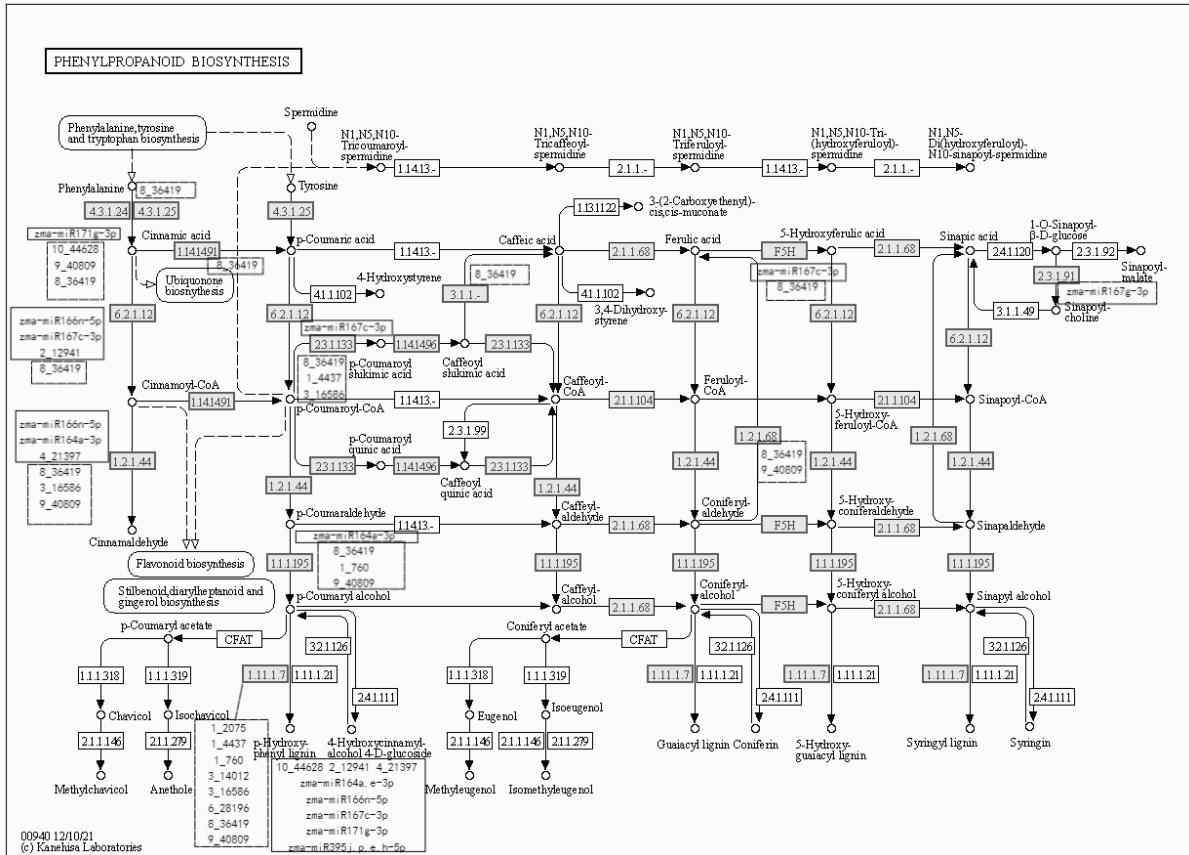 PHENYLPROPANOID BIOSYNTHESIS
Phenylalanine,tyrosine
and tryptophan biosynthesis
Spermidine
N1,N5,N10-
Tricoumaroyl-
spermidine
1.14.13.-
N1,N5,N10-
Tricaffeoyl-
spermidine
2.1.1.-
N1,N5,N10-
Triferuloyl-
spermidine
1.14.13.-
N1,N5,N10-Tri-
(hydroxyferuloyl)-
spermidine
2.1.1.-
N1,N5-
Di(hydroxyferuloyl)-
N10-sinapoyl-spermidine
Phenylalanine
8_36419
Tyrosine
4.3.1.24
4.3.1.25
4.3.1.25
1.13.11.22
3-(2-Carboxyethenyl)-
cis,cis-muconate
zma-miR171g-3p
10_44628
9_40809
8_36419
Cinnamic acid
1.14.14.91
8_36419
p-Coumaric acid
1.14.13.-
Caffeic acid
2.1.1.68
Ferulic acid
F5H
5-Hydroxyferulic acid
2.1.1.68
Sinapic acid
2.4.1.120
1-O-Sinapoyl-
β-D-glucose
2.3.1.92
Sinapoyl-
malate
2.3.1.91
zma-miR167g-3p
3.1.1.49
Sinapoyl-
choline
Ubiquonone
biosnythesis
4-Hydroxystyrene
4.1.1.102
3.1.1.-
8_36419
4.1.1.102
3,4-Dihydroxy-
styrene
zma-miR167c-3p
8_36419
6.2.1.12
6.2.1.12
6.2.1.12
6.2.1.12
6.2.1.12
6.2.1.12
zma-miR166n-5p
zma-miR167c-3p
2_12941
8_36419
zma-miR167c-3p
2.3.1.133
1.14.14.96
2.3.1.133
p-Coumaroyl
shikimic acid
Caffeoyl
shikimic acid
8_36419
1_4437
3_16586
Cinnamoyl-CoA
1.14.14.91
p-Coumaroyl-CoA
1.14.13.-
Caffeoyl-CoA
2.1.1.104
Feruloyl-
CoA
5-Hydroxy-
feruloyl-CoA
2.1.1.104
Sinapoyl-CoA
zma-miR166n-5p
zma-miR164a-3p
4_21397
8_36419
3_16586
9_40809
1.2.1.44
2.3.1.99
p-Coumaroyl
quinic acid
2.3.1.133
1.14.14.96
2.3.1.133
Caffeoyl
quinic acid
1.2.1.44
1.2.1.44
1.2.1.44
1.2.1.68
8_36419
9_40809
1.2.1.44
1.2.1.68
1.2.1.44
Cinnamaldehyde
p-Coumaraldehyde
1.14.13.-
Caffeyl-
aldehyde
2.1.1.68
Coniferyl-
aldehyde
F5H
5-Hydroxy-
coniferaldehyde
2.1.1.68
Sinapaldehyde
zma-miR164a-3p
8_36419
1_760
9_40809
Flavonoid biosynthesis
Stilbenoid,diarylheptanoid and
gingerol biosynthesis
1.1.1.195
1.1.1.195
1.1.1.195
1.1.1.195
1.1.1.195
p-Coumaryl alcohol
Caffeyl-
alcohol
2.1.1.68
Coniferyl-
alcohol
F5H
5-Hydroxy-
coniferyl alcohol
2.1.1.68
Sinapyl alcohol
p-Coumaryl acetate
CFAT
3.2.1.126
Coniferyl acetate
CFAT
3.2.1.126
3.2.1.126
1.1.1.318
1.1.1.319
1.11.1.7
1.11.1.21
2.4.1.111
1.1.1.318
1.1.1.319
1.11.1.7
1.11.1.21
2.4.1.111
1.11.1.7
1.11.1.21
1.11.1.7
1.11.1.21
2.4.1.111
Chavicol
Isochavicol
Eugenol
Isoeugenol
2.1.1.146
2.1.1.279
2.1.1.146
2.1.1.146
2.1.1.279
Methylchavicol
Anethole
Methyleugenol
Isomethyleugenol
p-Hydroxy-
phenyl lignin
4-Hydroxycinnamyl-
alcohol 4-D-glucoside
Guaiacyl lignin
Coniferin
5-Hydroxy-
guaiacyl lignin
Syringyl lignin
Syringin
1_2075
1_4437
1_760
3_14012
3_16586
6_28196
8_36419
9_40809
10_44628 2_12941 4_21397
zma-miR164a, e-3p
zma-miR166n-5p
zma-miR167c-3p
zma-miR171g-3p
zma-miR395j, p, e, h-5p
00940 12/10/21
(c) Kanehisa Laboratories